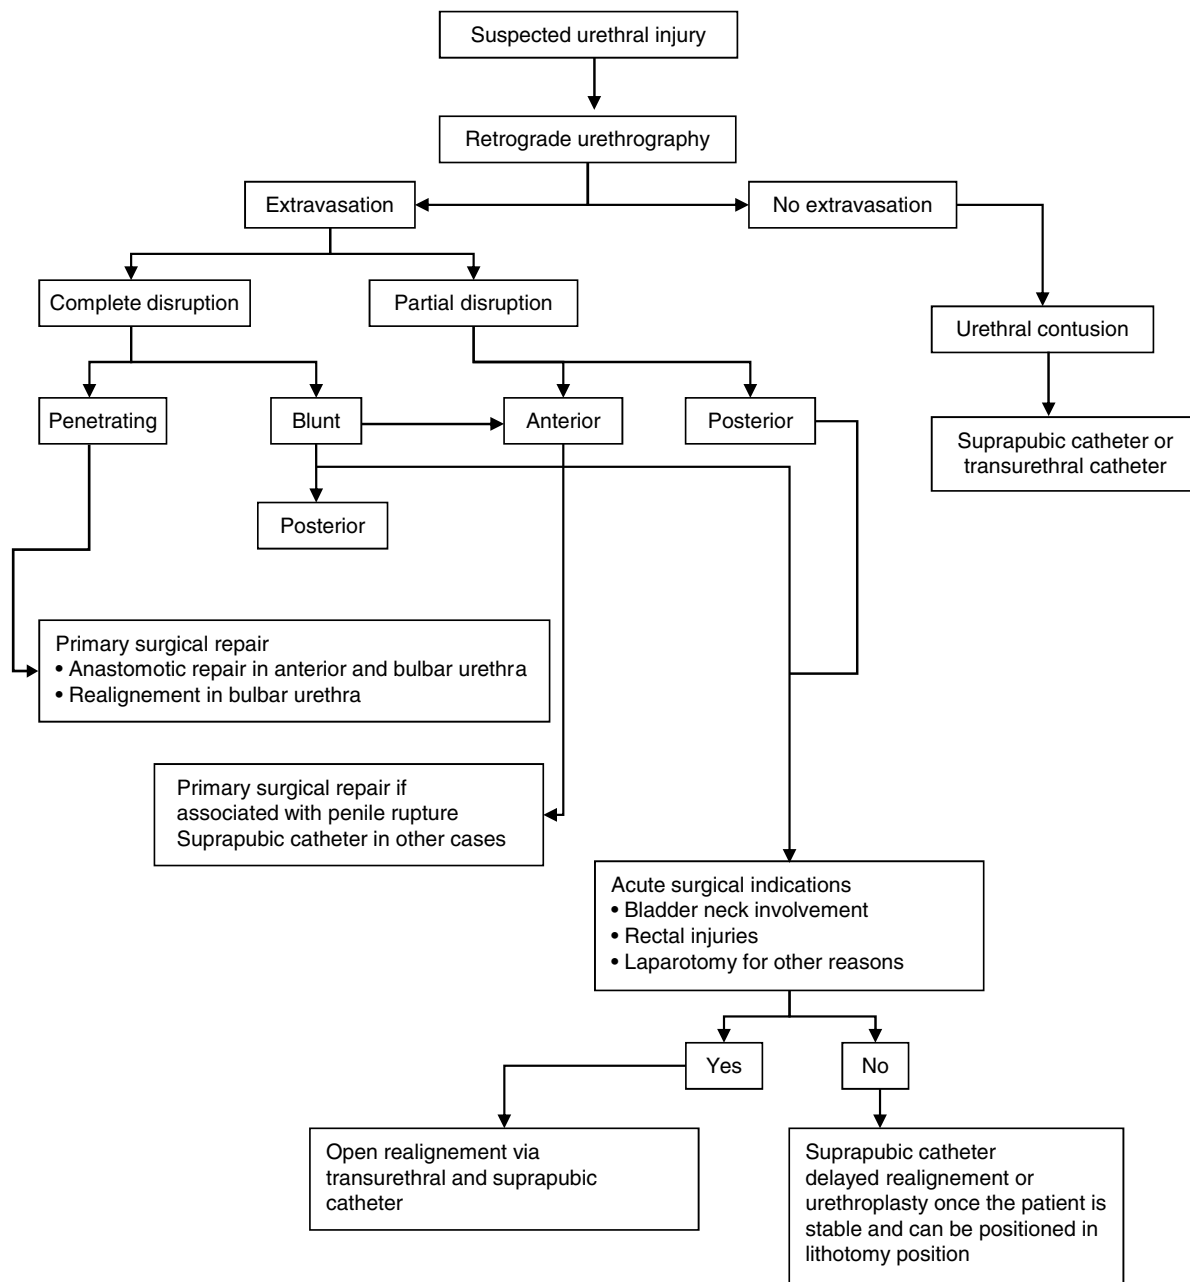 Suspected urethral injury
Retrograde urethrography
Extravasation
No extravasation
Complete disruption
Partial disruption
Urethral contusion
Penetrating
Blunt
Anterior
Posterior
Suprapubic catheter or
transurethral catheter
Posterior
Primary surgical repair
• Anastomotic repair in anterior and bulbar urethra
• Realignement in bulbar urethra
Primary surgical repair if
associated with penile rupture
Suprapubic catheter in other cases
Acute surgical indications
• Bladder neck involvement
• Rectal injuries
• Laparotomy for other reasons
Yes
No
Open realignement via
transurethral and suprapubic
catheter
Suprapubic catheter
delayed realignement or
urethroplasty once the patient is
stable and can be positioned in
lithotomy position